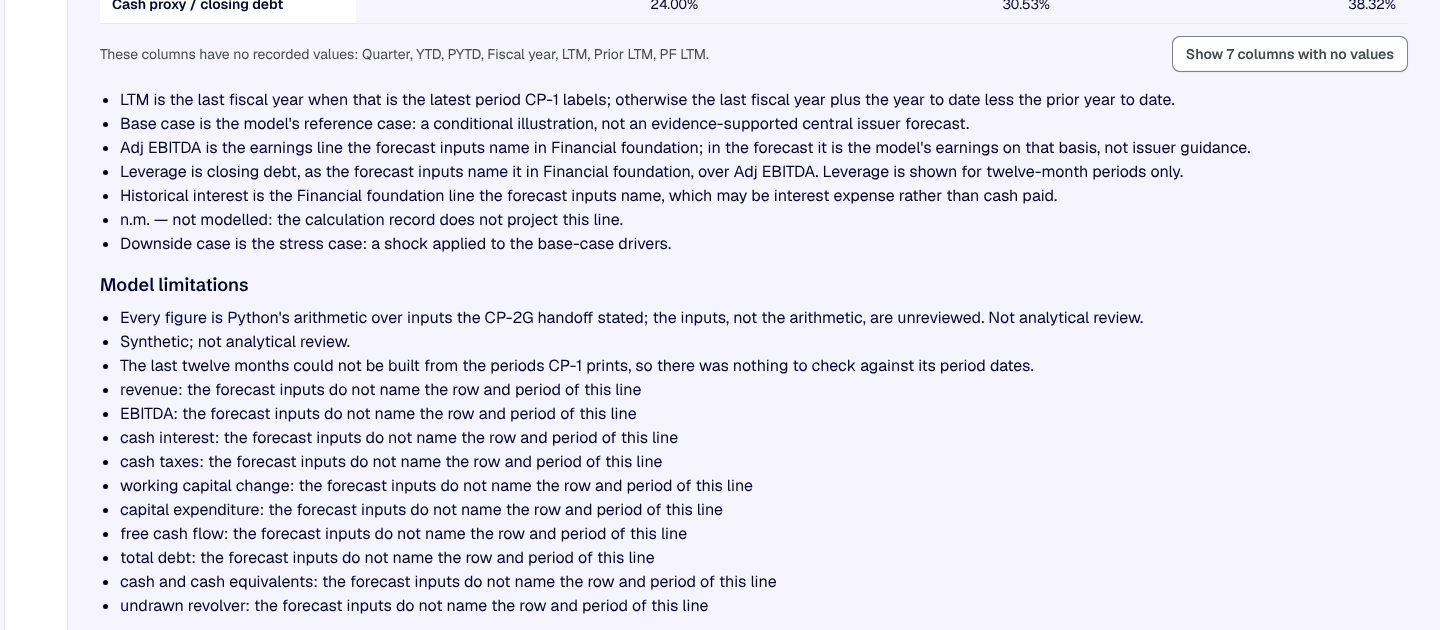 Cash proxy / closing debt 24.00% 30.53% 38.32%
These columns have no recorded values: Quarter, YTD, PYTD, Fiscal year, LTM, Prior LTM, PF LTM. Show 7 columns with no values
• LTM is the last fiscal year when that is the latest period CP-1 labels; otherwise the last fiscal year plus the year to date less the prior year to date.
• Base case is the model's reference case: a conditional illustration, not an evidence-supported central issuer forecast.
• Adj EBITDA is the earnings line the forecast inputs name in Financial foundation; in the forecast it is the model's earnings on that basis, not issuer guidance.
• Leverage is closing debt, as the forecast inputs name it in Financial foundation, over Adj EBITDA. Leverage is shown for twelve-month periods only.
• Historical interest is the Financial foundation line the forecast inputs name, which may be interest expense rather than cash paid.
• n.m. — not modelled: the calculation record does not project this line.
• Downside case is the stress case: a shock applied to the base-case drivers.
Model limitations
• Every figure is Python's arithmetic over inputs the CP-2G handoff stated; the inputs, not the arithmetic, are unreviewed. Not analytical review.
• Synthetic; not analytical review.
• The last twelve months could not be built from the periods CP-1 prints, so there was nothing to check against its period dates.
• revenue: the forecast inputs do not name the row and period of this line
• EBITDA: the forecast inputs do not name the row and period of this line
• cash interest: the forecast inputs do not name the row and period of this line
• cash taxes: the forecast inputs do not name the row and period of this line
• working capital change: the forecast inputs do not name the row and period of this line
• capital expenditure: the forecast inputs do not name the row and period of this line
• free cash flow: the forecast inputs do not name the row and period of this line
• total debt: the forecast inputs do not name the row and period of this line
• cash and cash equivalents: the forecast inputs do not name the row and period of this line
• undrawn revolver: the forecast inputs do not name the row and period of this line